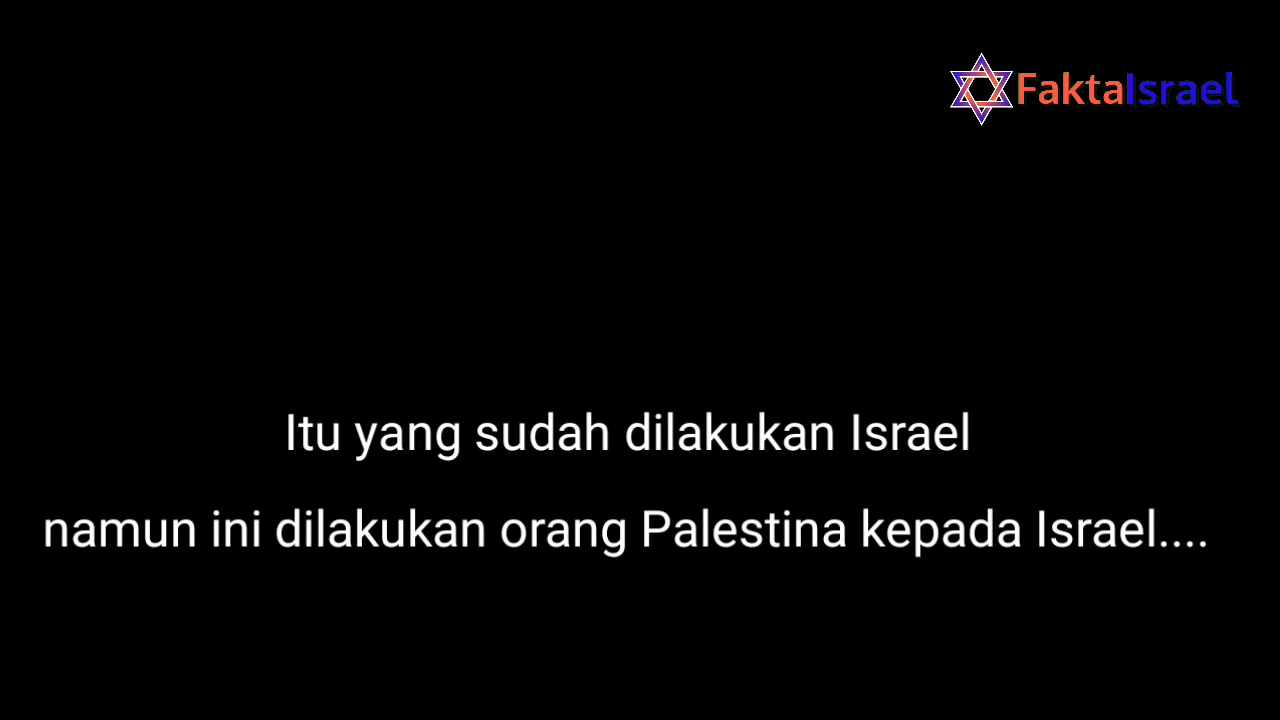 FaktaIsrael
Itu yang sudah dilakukan Israel
namun ini dilakukan orang Palestina kepada Israel....